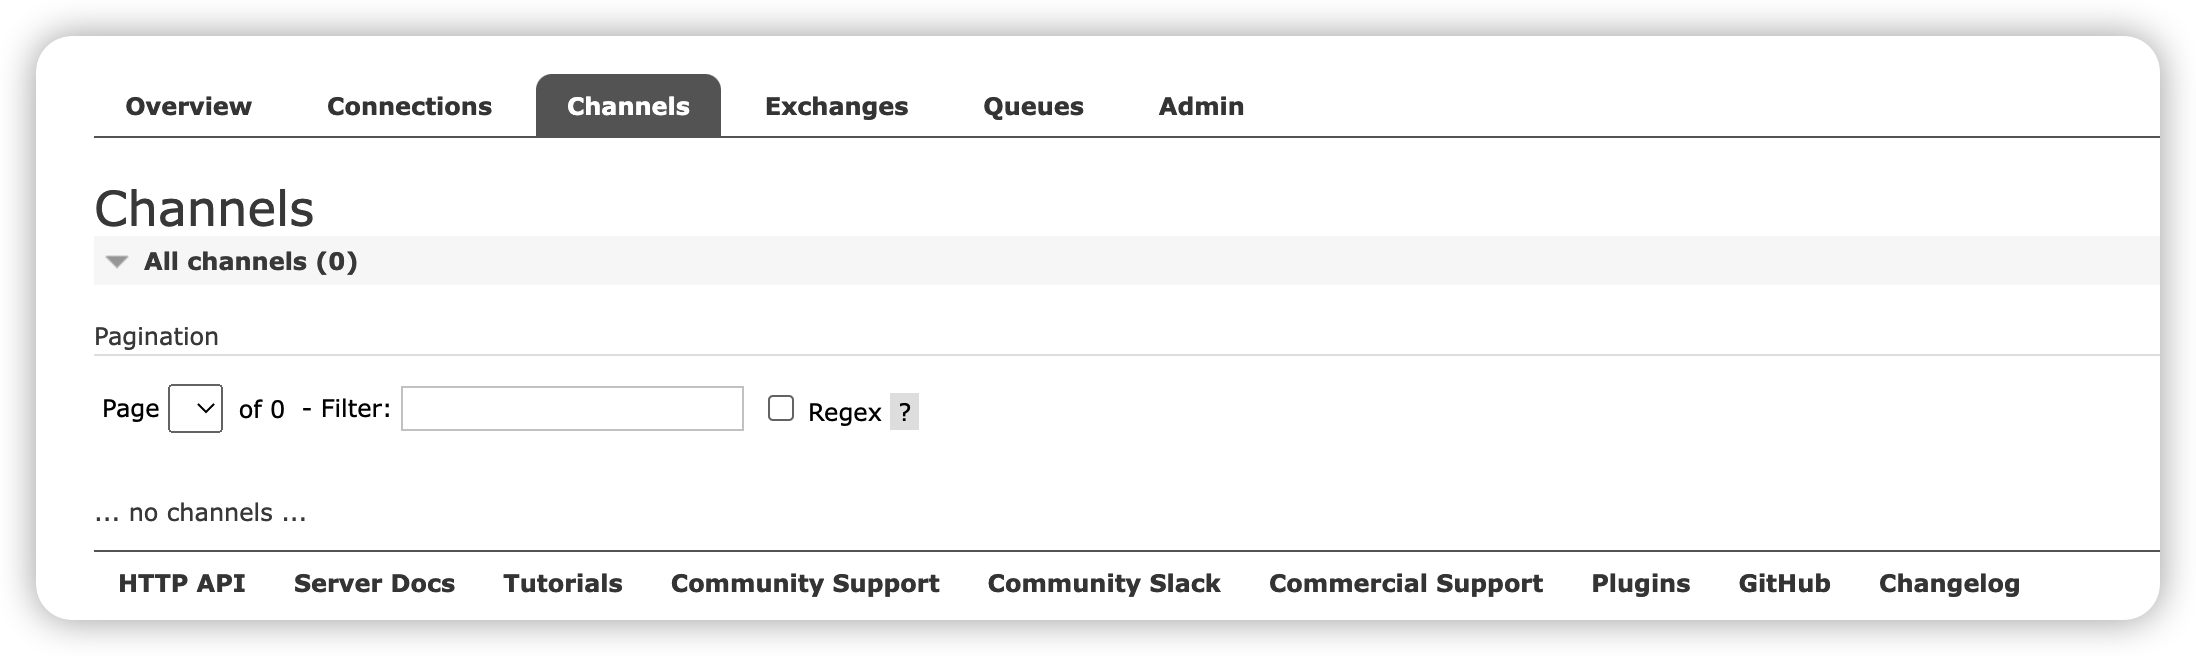 Overview Connections Channels Exchanges Queues Admin
Channels
All channels (0)
Pagination
Page of 0 - Filter: Regex ?
... no channels ...
HTTP API Server Docs Tutorials Community Support Community Slack Commercial Support Plugins GitHub Changelog